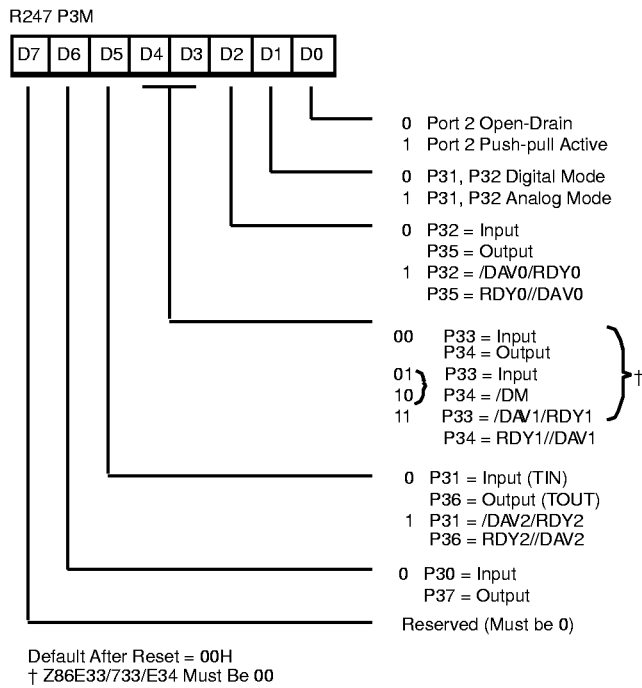 R247 P3M
D7 D6 D5 D4 D3 D2 D1 D0
0 Port 2 Open-Drain
1 Port 2 Push-pull Active
0 P31, P32 Digital Mode
1 P31, P32 Analog Mode
0 P32 = Input
P35 = Output
1 P32 = /DAV0/RDY0
P35 = RDY0//DAV0
00 P33 = Input
P34 = Output
01 P33 = Input
10 P34 = /DM
11 P33 = /DAV1/RDY1
P34 = RDY1//DAV1
†
0 P31 = Input (TIN)
P36 = Output (TOUT)
1 P31 = /DAV2/RDY2
P36 = RDY2//DAV2
0 P30 = Input
P37 = Output
Reserved (Must be 0)
Default After Reset = 00H
† Z86E33/733/E34 Must Be 00